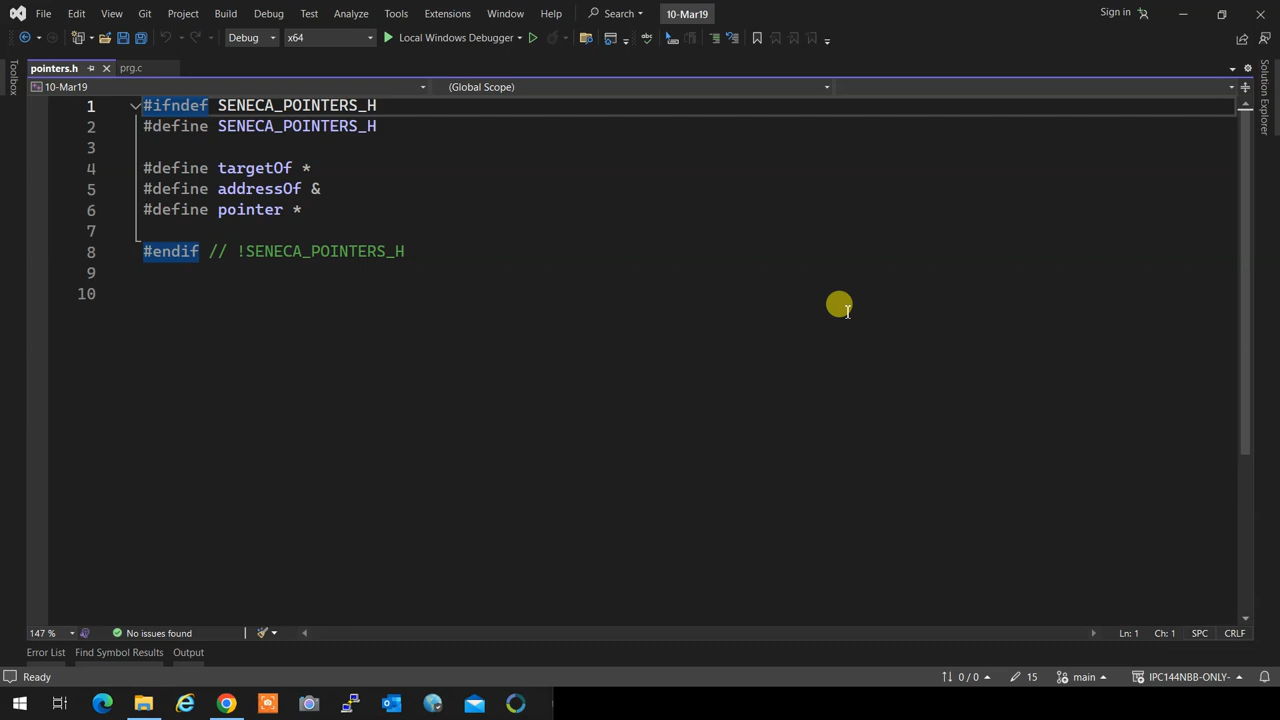 File Edit View Git Project Build Debug Test Analyze Tools Extensions Window Help Search 10-Mar19 Sign in
Debug x64 Local Windows Debugger
pointers.h prg.c
10-Mar19 (Global Scope)
Toolbox
Solution Explorer
1 #ifndef SENECA_POINTERS_H
2 #define SENECA_POINTERS_H
3
4 #define targetOf *
5 #define addressOf &
6 #define pointer *
7
8 #endif // !SENECA_POINTERS_H
9
10
147 % No issues found Ln: 1 Ch: 1 SPC CRLF
Error List Find Symbol Results Output
Ready 0 / 0 15 main IPC144NBB-ONLY-